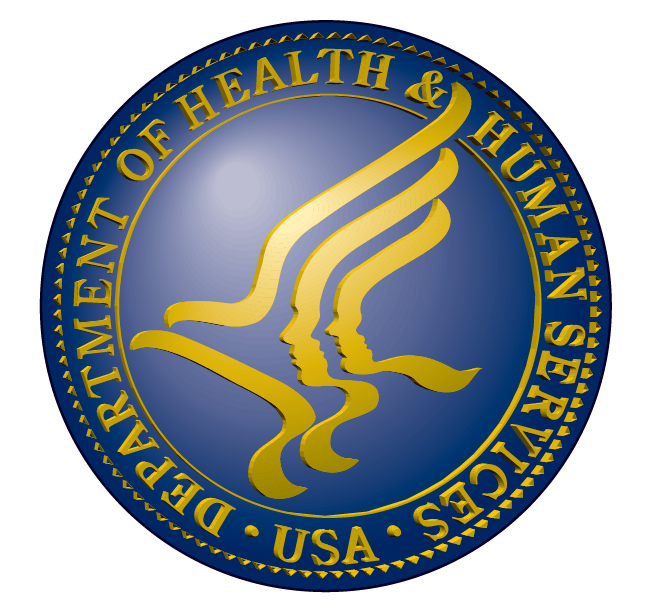 DEPARTMENT OF HEALTH & HUMAN SERVICES
• USA •